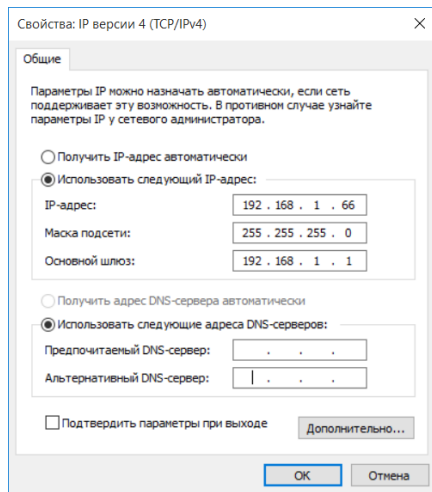 Свойства: IP версии 4 (TCP/IPv4)
Общие
Параметры IP можно назначать автоматически, если сеть
поддерживает эту возможность. В противном случае узнайте
параметры IP у сетевого администратора.
Получить IP-адрес автоматически
Использовать следующий IP-адрес:
IP-адрес: 192 . 168 . 1 . 66
Маска подсети: 255 . 255 . 255 . 0
Основной шлюз: 192 . 168 . 1 . 1
Получить адрес DNS-сервера автоматически
Использовать следующие адреса DNS-серверов:
Предпочитаемый DNS-сервер: . . .
Альтернативный DNS-сервер: . . .
Подтвердить параметры при выходе
Дополнительно...
OK Отмена